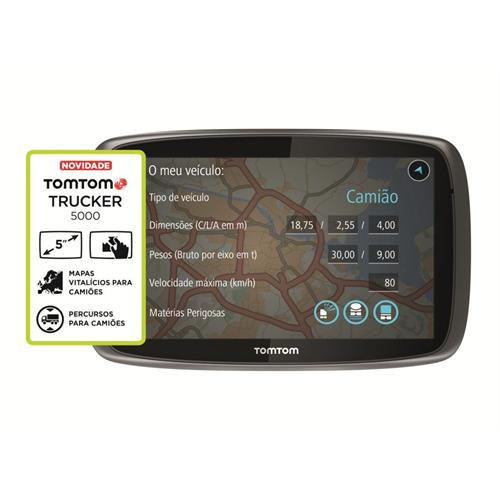 NOVIDADE
TOMTOM
TRUCKER
5000
5"
MAPAS
VITALÍCIOS PARA
CAMIÕES
PERCURSOS
PARA CAMIÕES
O meu veículo:
Tipo de veículo Camião
Dimensões (C/L/A em m) 18,75 / 2,55 / 4,00
Pesos (Bruto por eixo em t) 30,00 / 9,00
Velocidade máxima (km/h) 80
Matérias Perigosas
TOMTOM